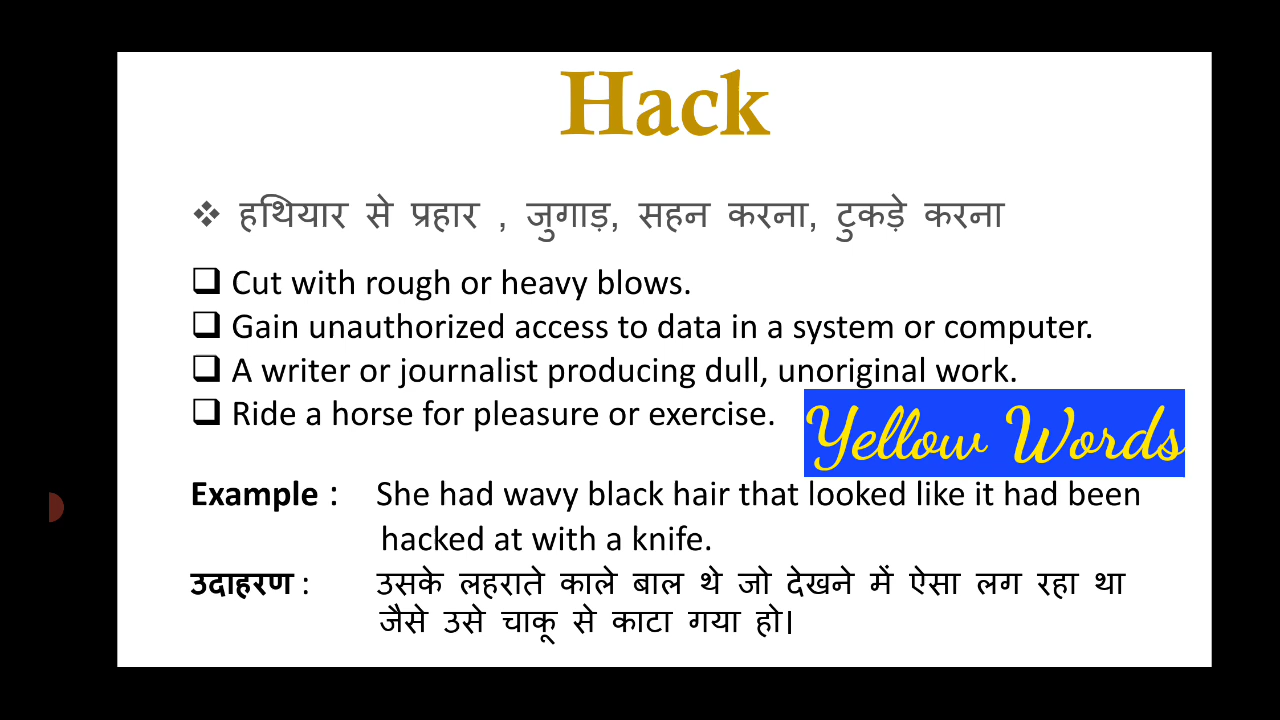 Hack
❖ हथियार से प्रहार , जुगाड़, सहन करना, टुकड़े करना
❑ Cut with rough or heavy blows.
❑ Gain unauthorized access to data in a system or computer.
❑ A writer or journalist producing dull, unoriginal work.
❑ Ride a horse for pleasure or exercise.
Yellow Words
Example : She had wavy black hair that looked like it had been
hacked at with a knife.
उदाहरण : उसके लहराते काले बाल थे जो देखने में ऐसा लग रहा था
जैसे उसे चाकू से काटा गया हो।